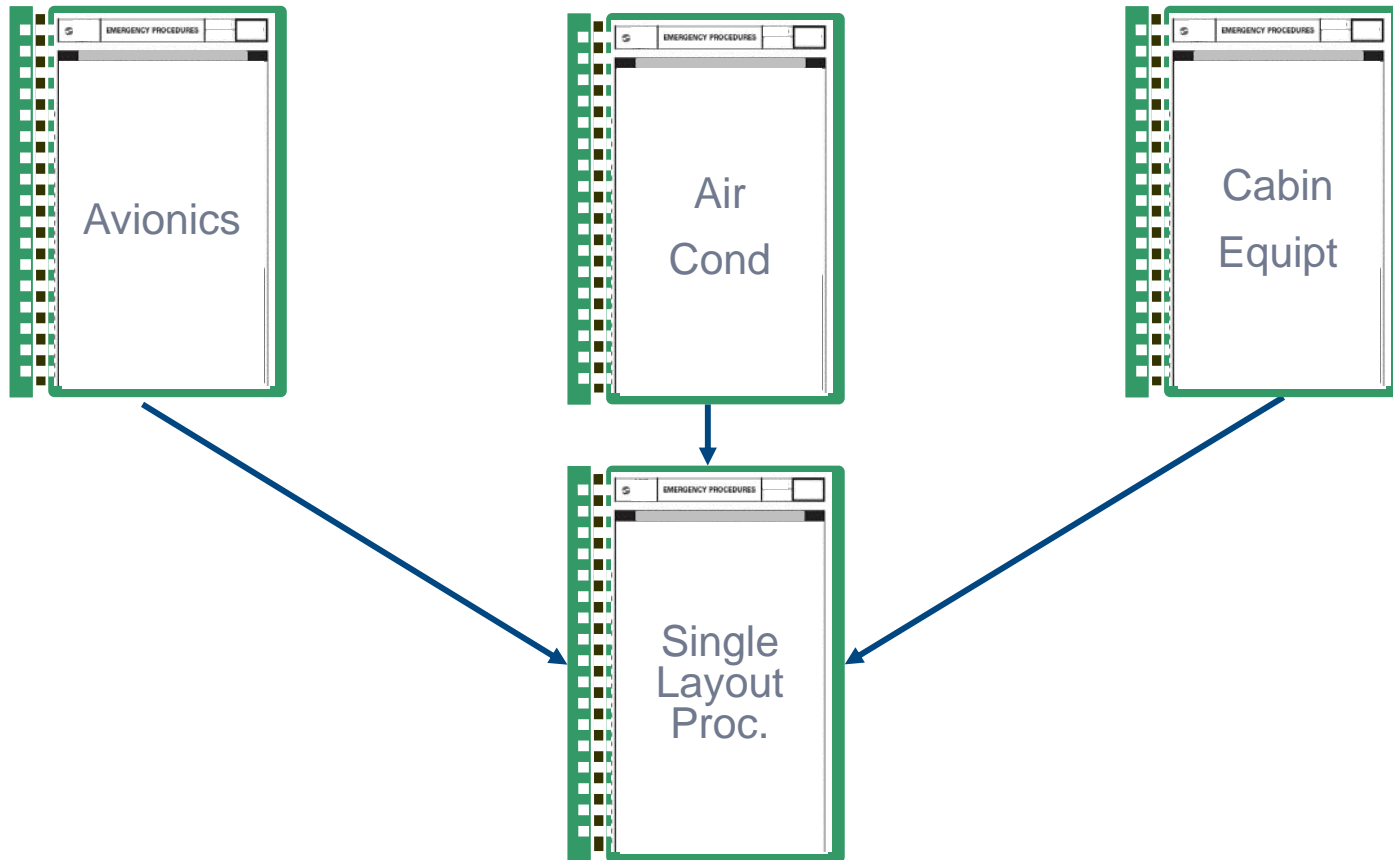 EMERGENCY PROCEDURES
Avionics
EMERGENCY PROCEDURES
Air
Cond
EMERGENCY PROCEDURES
Cabin
Equipt
EMERGENCY PROCEDURES
Single
Layout
Proc.